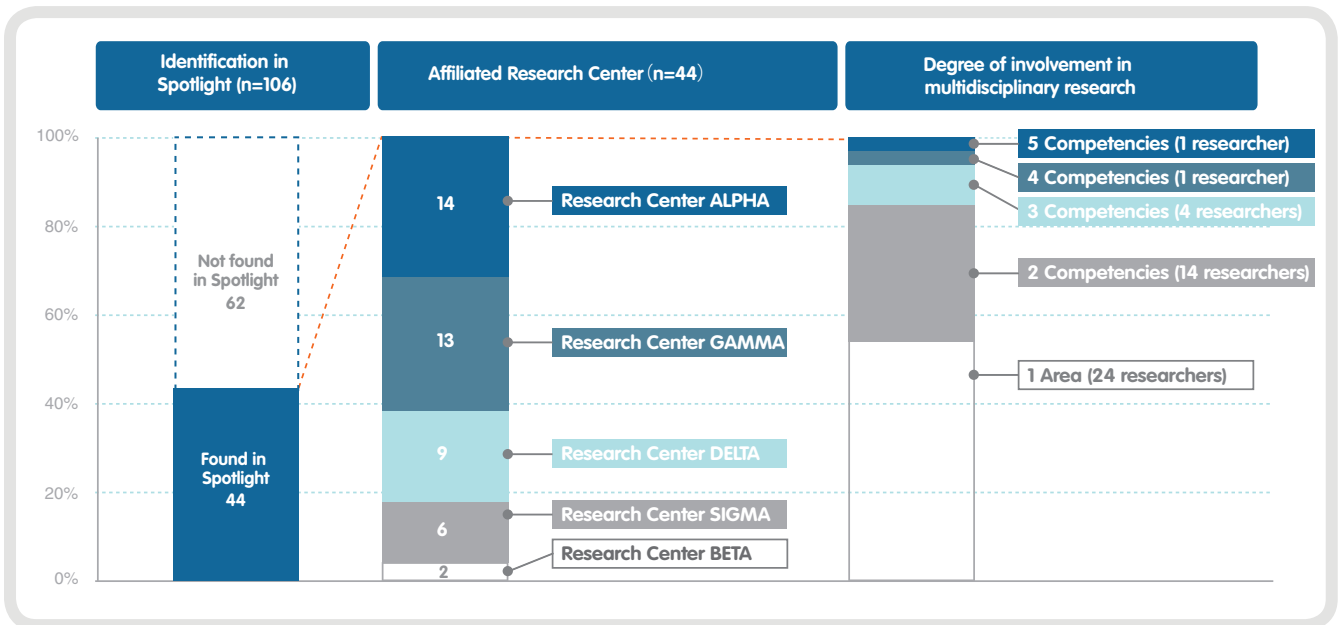 Identification in
Spotlight (n=106)
Affiliated Research Center (n=44)
Degree of involvement in
multidisciplinary research
100%
80%
60%
40%
20%
0%
Not found
in Spotlight
62
Found in
Spotlight
44
14
13
9
6
2
Research Center ALPHA
Research Center GAMMA
Research Center DELTA
Research Center SIGMA
Research Center BETA
5 Competencies (1 researcher)
4 Competencies (1 researcher)
3 Competencies (4 researchers)
2 Competencies (14 researchers)
1 Area (24 researchers)